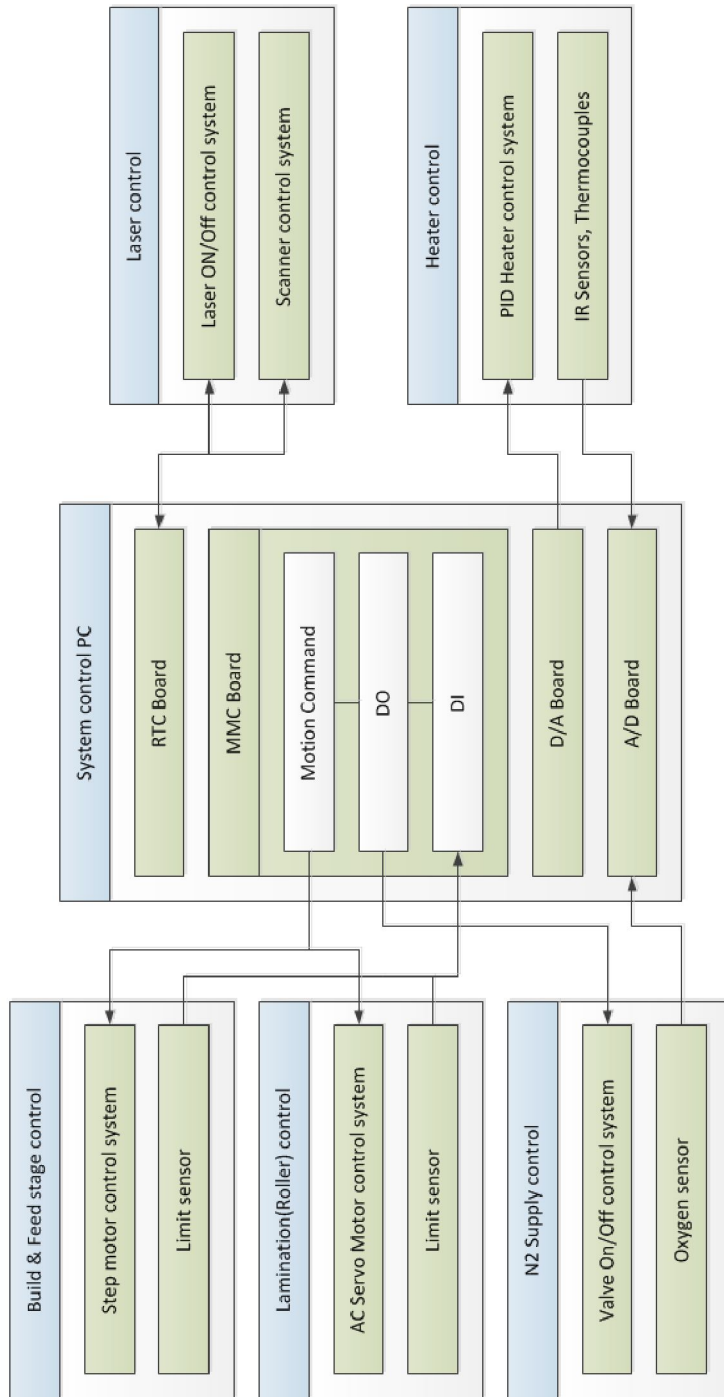 Build & Feed stage control
Step motor control system
Limit sensor
Lamination(Roller) control
AC Servo Motor control system
Limit sensor
N2 Supply control
Valve On/Off control system
Oxygen sensor
System control PC
RTC Board
MMC Board
Motion Command
DO
DI
D/A Board
A/D Board
Laser control
Laser ON/Off control system
Scanner control system
Heater control
PID Heater control system
IR Sensors, Thermocouples